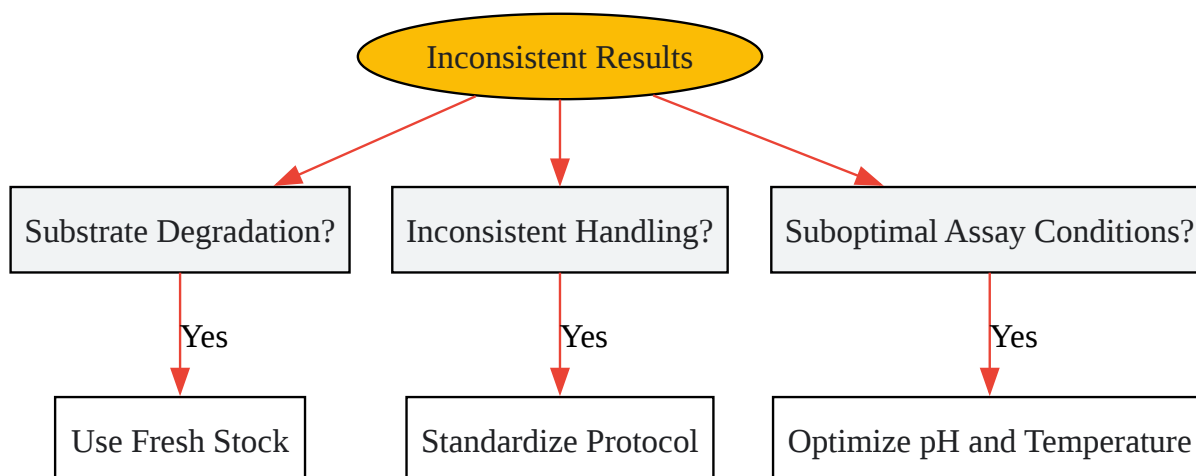 Inconsistent Results
Substrate Degradation?
Inconsistent Handling?
Suboptimal Assay Conditions?
Yes
Yes
Yes
Use Fresh Stock
Standardize Protocol
Optimize pH and Temperature